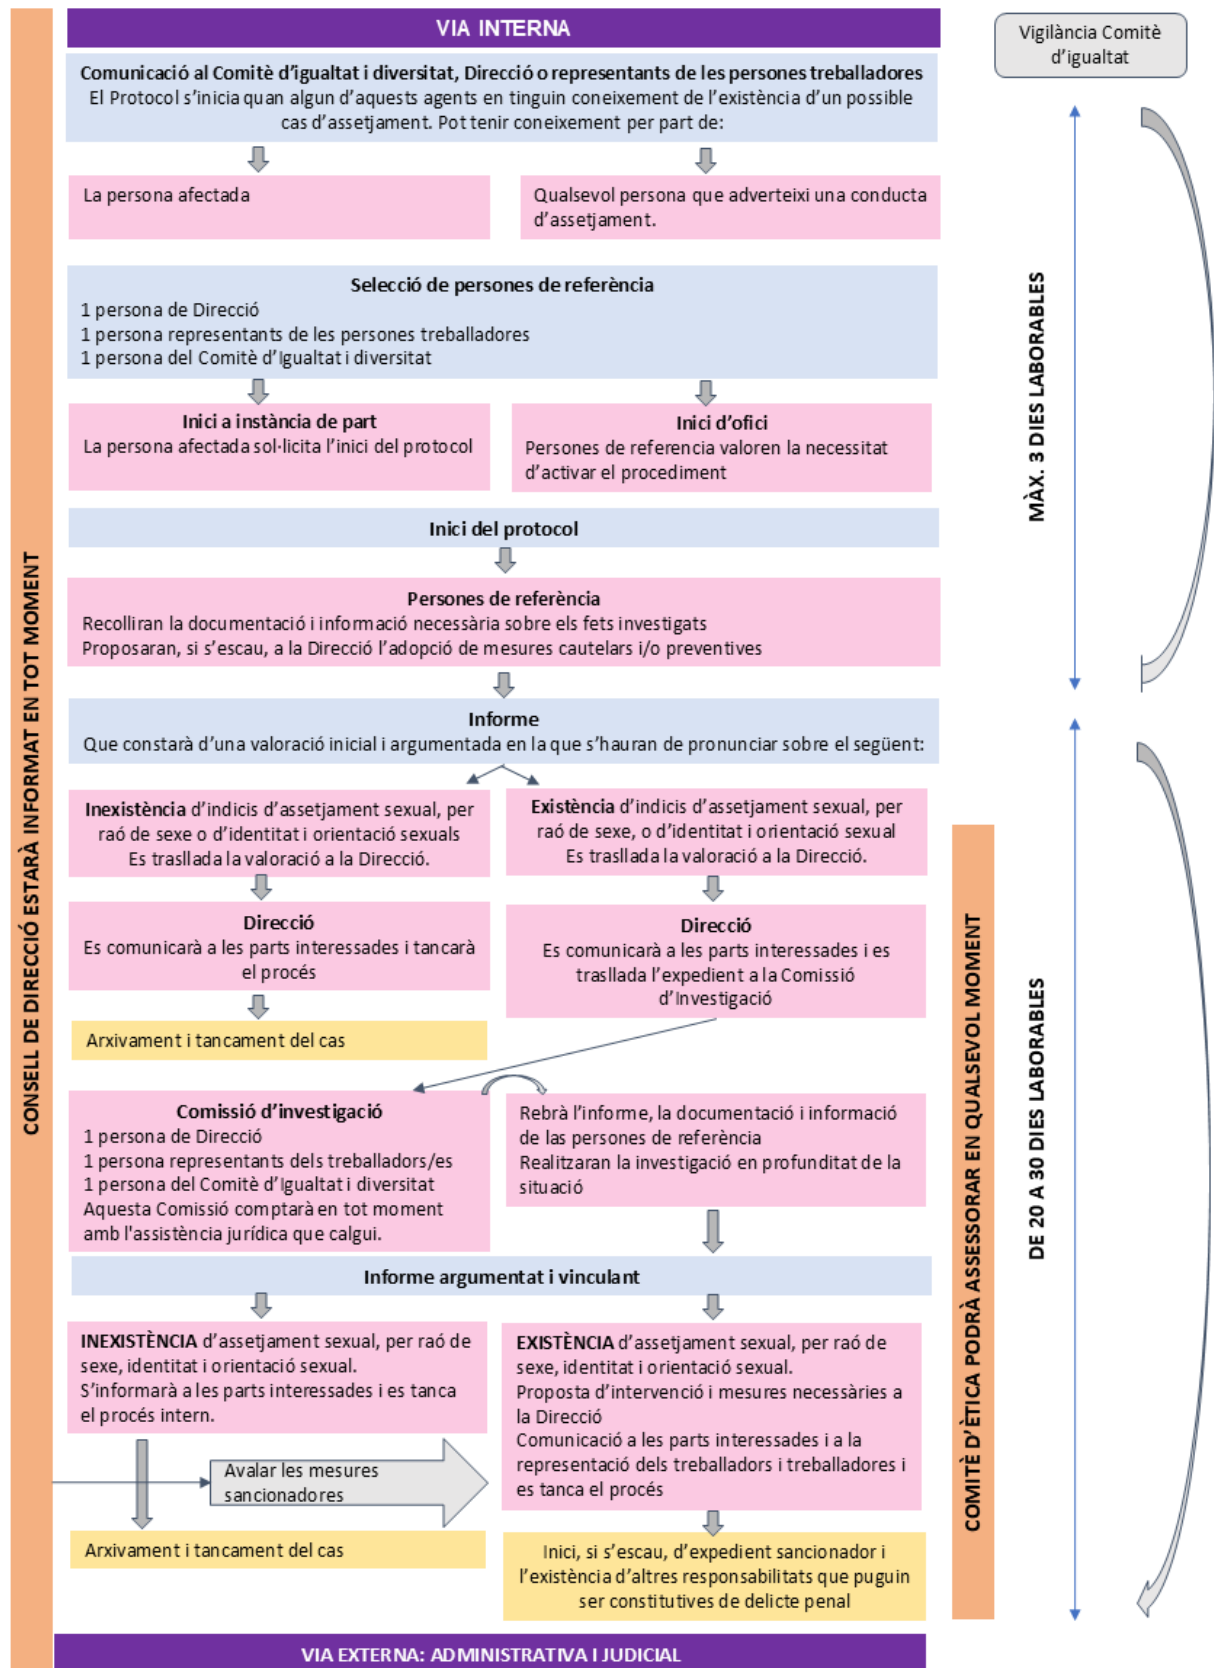 VIA INTERNA
Vigilància Comitè
d'igualtat
Comunicació al Comitè d'igualtat i diversitat, Direcció o representants de les persones treballadores
El Protocol s'inicia quan algun d'aquests agents en tinguin coneixement de l'existència d'un possible
cas d'assetjament. Pot tenir coneixement per part de:
La persona afectada
Qualsevol persona que adverteixi una conducta
d'assetjament.
Selecció de persones de referència
1 persona de Direcció
1 persona representants de les persones treballadores
1 persona del Comitè d'Igualtat i diversitat
Inici a instància de part
La persona afectada sol·licita l'inici del protocol
Inici d'ofici
Persones de referencia valoren la necessitat
d'activar el procediment
MÀX. 3 DIES LABORABLES
Inici del protocol
Persones de referència
Recolliran la documentació i informació necessària sobre els fets investigats
Proposaran, si s'escau, a la Direcció l'adopció de mesures cautelars i/o preventives
CONSELL DE DIRECCIÓ ESTARÀ INFORMAT EN TOT MOMENT
Informe
Que constarà d'una valoració inicial i argumentada en la que s'hauran de pronunciar sobre el següent:
Inexistència d'indicis d'assetjament sexual, per
raó de sexe o d'identitat i orientació sexuals
Es trasllada la valoració a la Direcció.
Existència d'indicis d'assetjament sexual, per
raó de sexe, o d'identitat i orientació sexual
Es trasllada la valoració a la Direcció.
Direcció
Es comunicarà a les parts interessades i tancarà
el procés
Direcció
Es comunicarà a les parts interessades i es
trasllada l'expedient a la Comissió
d'Investigació
Arxivament i tancament del cas
Comissió d'investigació
1 persona de Direcció
1 persona representants dels treballadors/es
1 persona del Comitè d'Igualtat i diversitat
Aquesta Comissió comptarà en tot moment
amb l'assistència jurídica que calgui.
Rebrà l'informe, la documentació i informació
de las persones de referència
Realitzaran la investigació en profunditat de la
situació
COMITÈ D'ÈTICA PODRÀ ASSESSORAR EN QUALSEVOL MOMENT
DE 20 A 30 DIES LABORABLES
Informe argumentat i vinculant
INEXISTÈNCIA d'assetjament sexual, per raó de
sexe, identitat i orientació sexual.
S'informarà a les parts interessades i es tanca
el procés intern.
EXISTÈNCIA d'assetjament sexual, per raó de
sexe, identitat i orientació sexual.
Proposta d'intervenció i mesures necessàries a
la Direcció
Comunicació a les parts interessades i a la
representació dels treballadors i treballadores i
es tanca el procés
Avalar les mesures
sancionadores
Arxivament i tancament del cas
Inici, si s'escau, d'expedient sancionador i
l'existència d'altres responsabilitats que puguin
ser constitutives de delicte penal
VIA EXTERNA: ADMINISTRATIVA I JUDICIAL